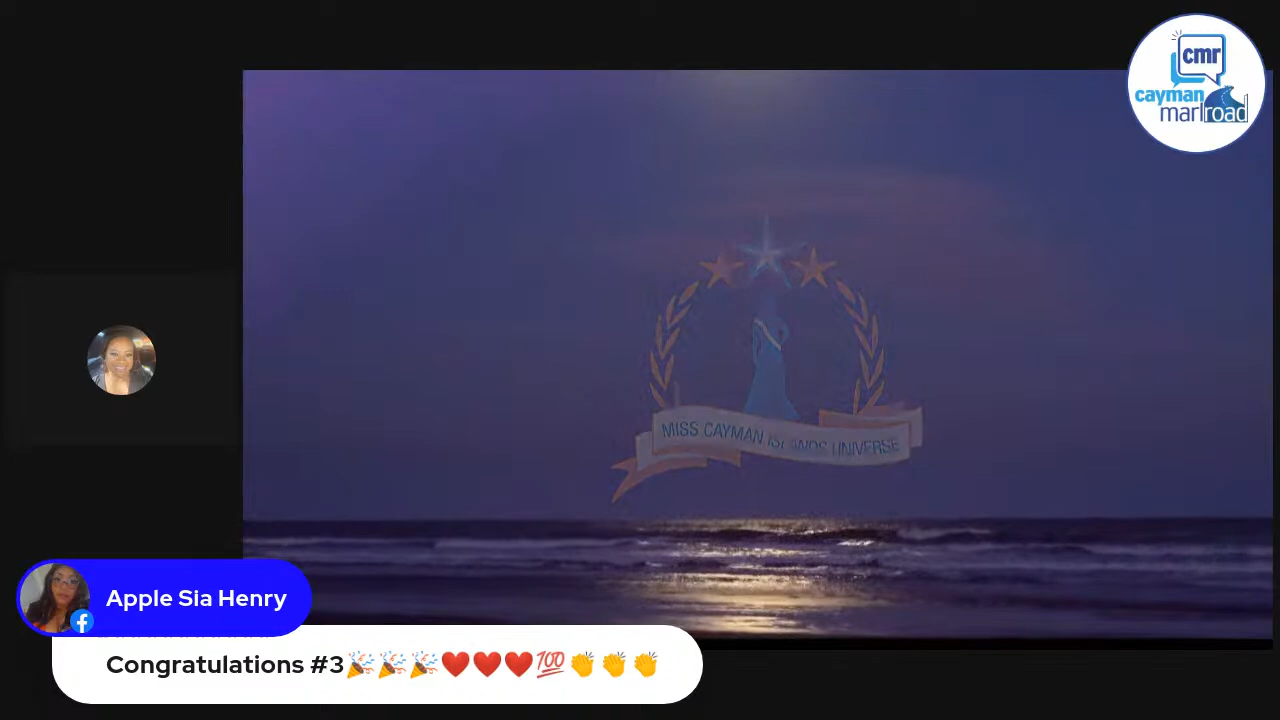 cmr
cayman
marlroad
MISS CAYMAN ISLANDS UNIVERSE
Apple Sia Henry
Congratulations #3🎉🎉🎉❤️❤️❤️💯👏👏👏